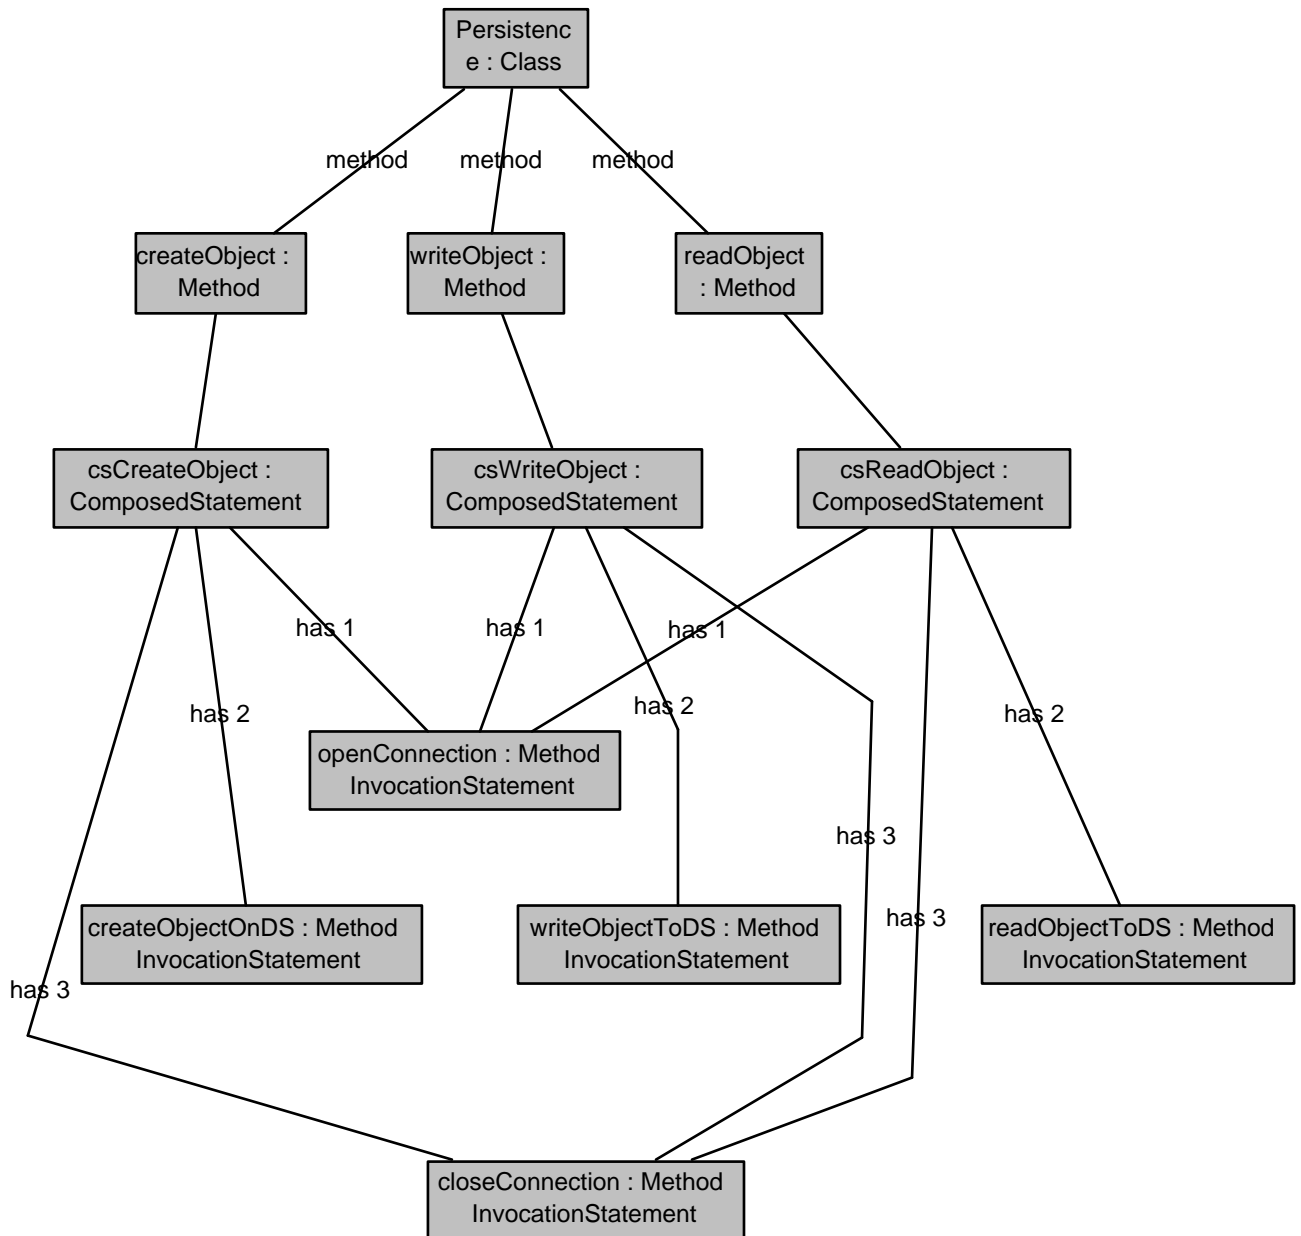 Persistenc
e : Class
method
method
method
createObject :
Method
writeObject :
Method
readObject
: Method
csCreateObject :
ComposedStatement
csWriteObject :
ComposedStatement
csReadObject :
ComposedStatement
has 1
has 1
has 1
has 2
has 2
has 2
openConnection : Method
InvocationStatement
has 3
createObjectOnDS : Method
InvocationStatement
writeObjectToDS : Method
InvocationStatement
has 3
readObjectToDS : Method
InvocationStatement
has 3
closeConnection : Method
InvocationStatement